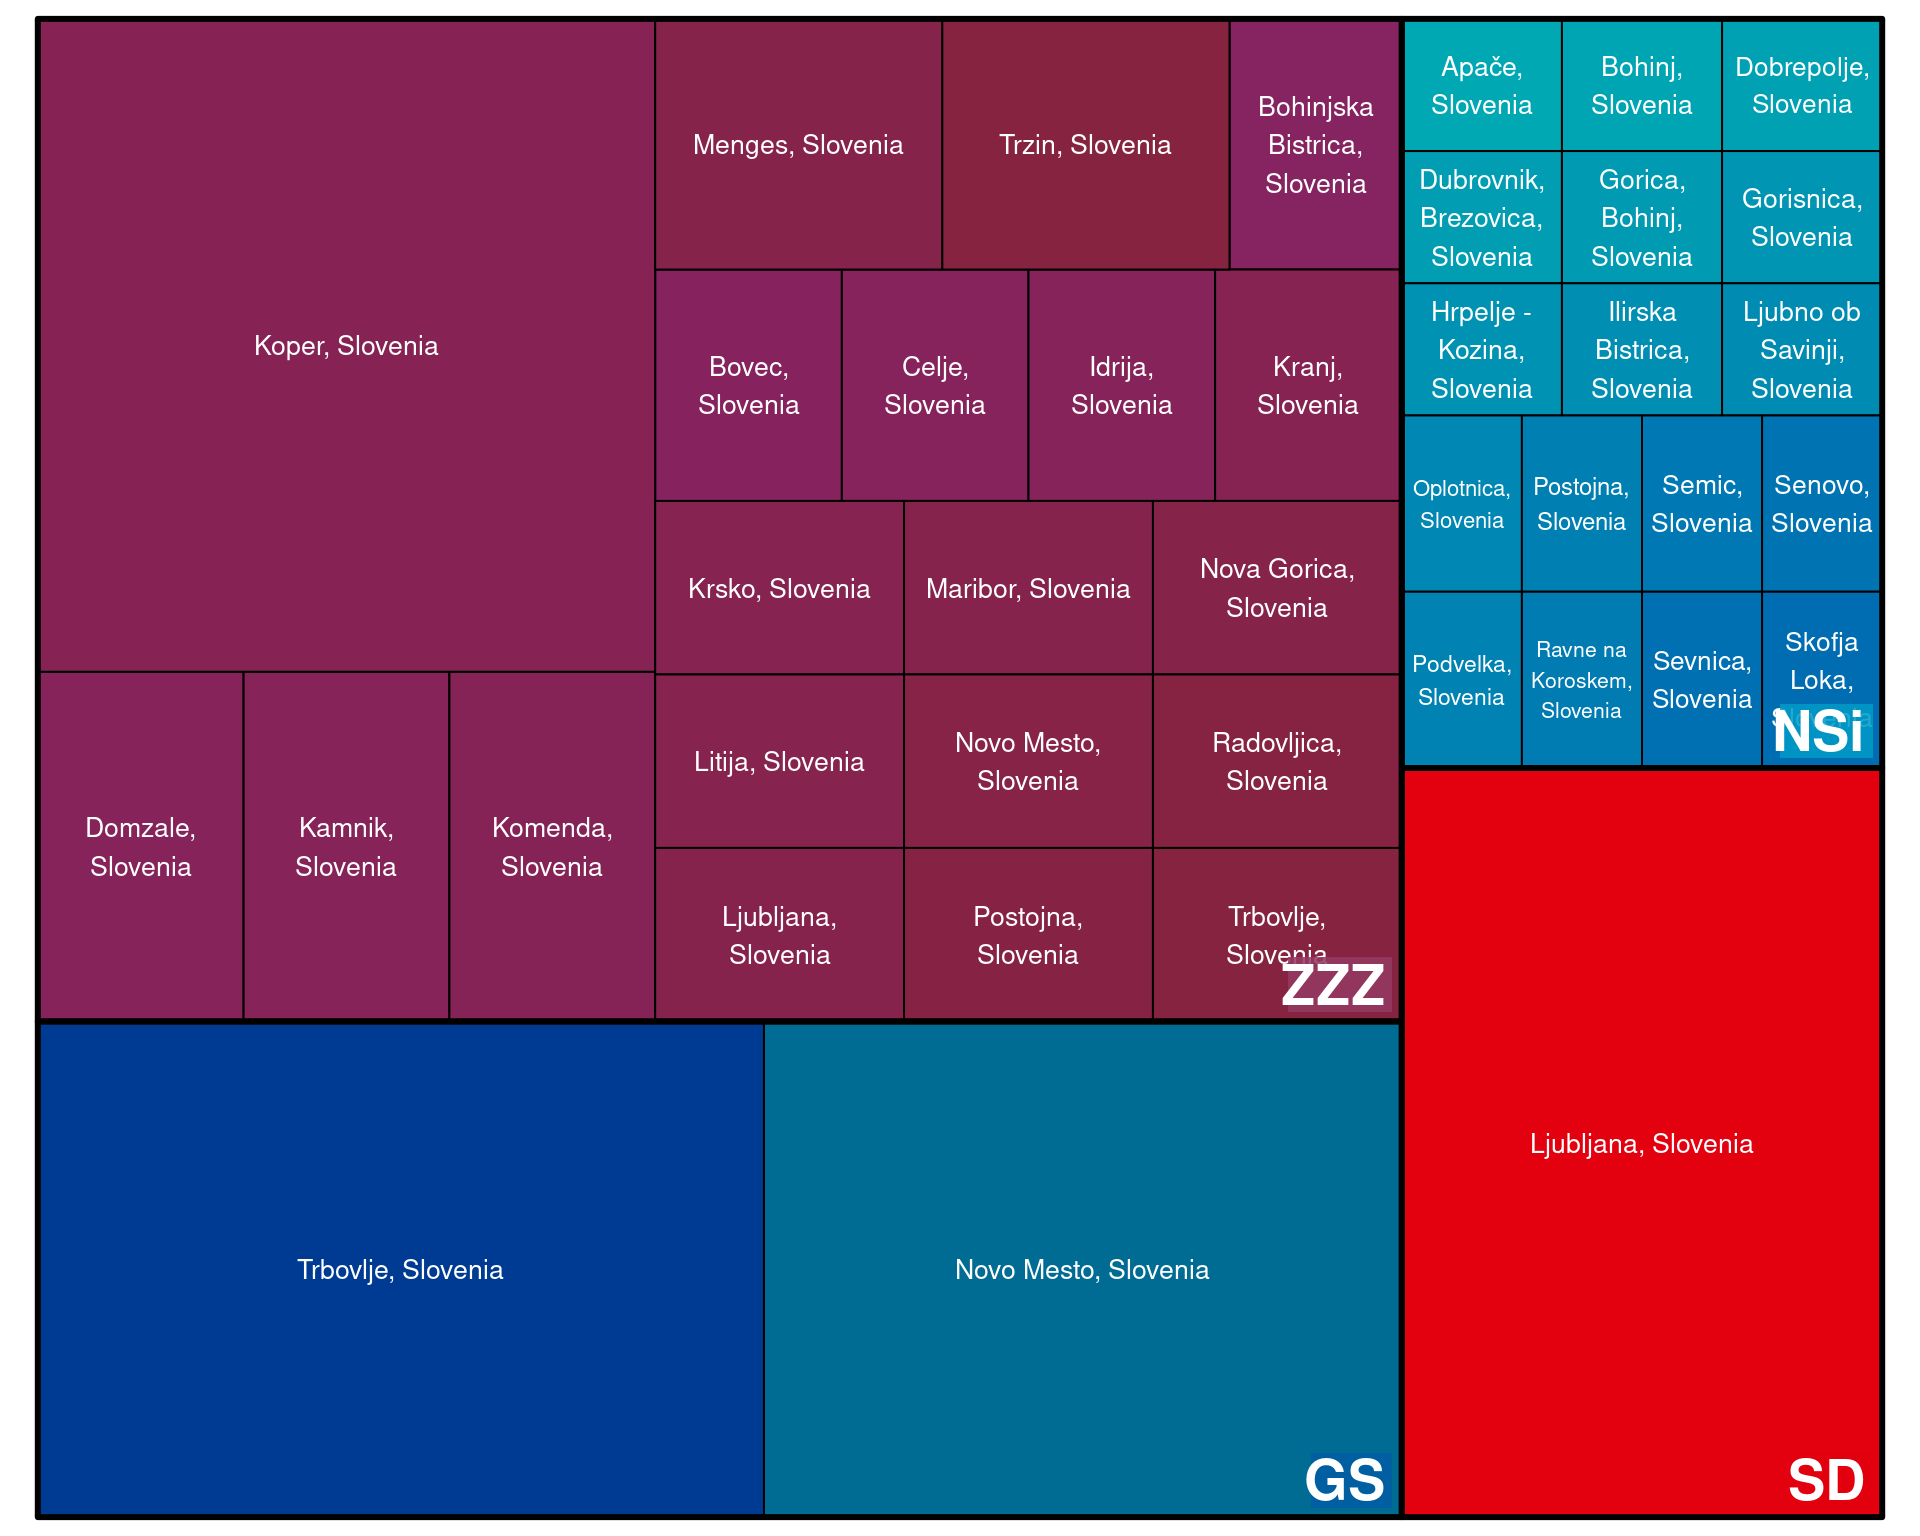 Koper, Slovenia
Menges, Slovenia
Trzin, Slovenia
Bohinjska
Bistrica,
Slovenia
Bovec,
Slovenia
Celje,
Slovenia
Idrija,
Slovenia
Kranj,
Slovenia
Krsko, Slovenia
Maribor, Slovenia
Nova Gorica,
Slovenia
Litija, Slovenia
Novo Mesto,
Slovenia
Radovljica,
Slovenia
Domzale,
Slovenia
Kamnik,
Slovenia
Komenda,
Slovenia
Ljubljana,
Slovenia
Postojna,
Slovenia
Trbovlje,
Slovenia
ZZZ
Apače,
Slovenia
Bohinj,
Slovenia
Dobrepolje,
Slovenia
Dubrovnik,
Brezovica,
Slovenia
Gorica,
Bohinj,
Slovenia
Gorisnica,
Slovenia
Hrpelje -
Kozina,
Slovenia
Ilirska
Bistrica,
Slovenia
Ljubno ob
Savinji,
Slovenia
Oplotnica,
Slovenia
Postojna,
Slovenia
Semic,
Slovenia
Senovo,
Slovenia
Podvelka,
Slovenia
Ravne na
Koroskem,
Slovenia
Sevnica,
Slovenia
Skofja
Loka,
NSi
Trbovlje, Slovenia
Novo Mesto, Slovenia
GS
Ljubljana, Slovenia
SD